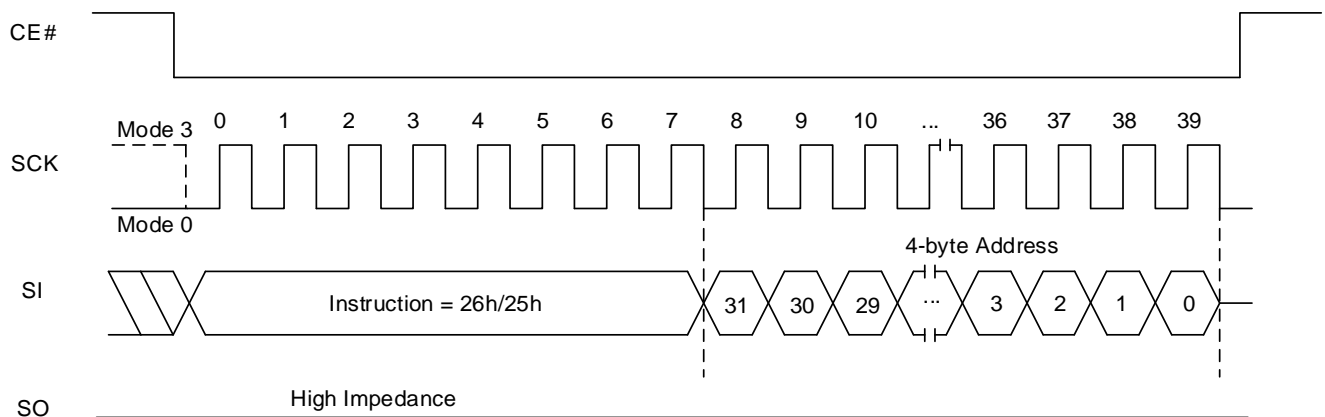 CE#
Mode 3
0 1 2 3 4 5 6 7 8 9 10 ... 36 37 38 39
SCK
Mode 0
4-byte Address
SI
Instruction = 26h/25h
31 30 29 ... 3 2 1 0
High Impedance
SO